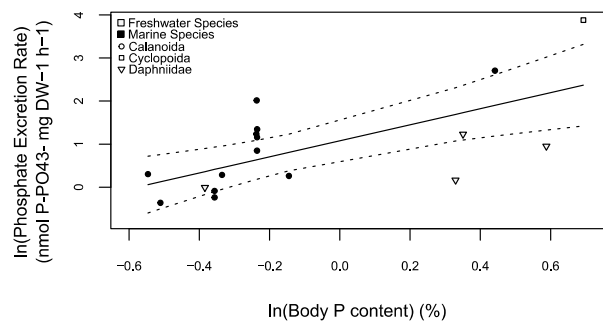 Freshwater Species
Marine Species
Calanoida
Cyclopoida
Daphniidae
ln(Phosphate Excretion Rate)
(nmol P-PO43- mg DW−1 h−1)
4
3
2
1
0
−0.6 −0.4 −0.2 0.0 0.2 0.4 0.6
ln(Body P content) (%)